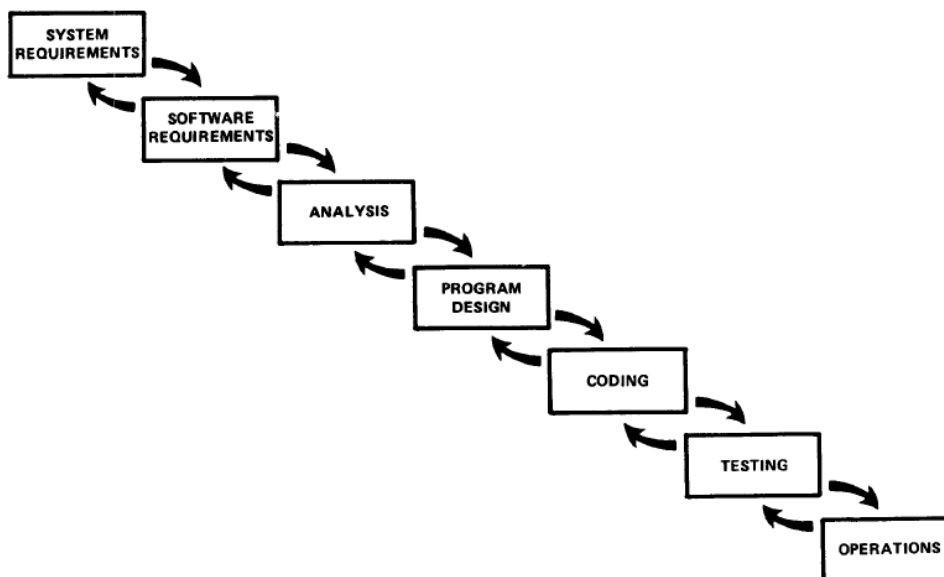 SYSTEM
REQUIREMENTS
SOFTWARE
REQUIREMENTS
ANALYSIS
PROGRAM
DESIGN
CODING
TESTING
OPERATIONS